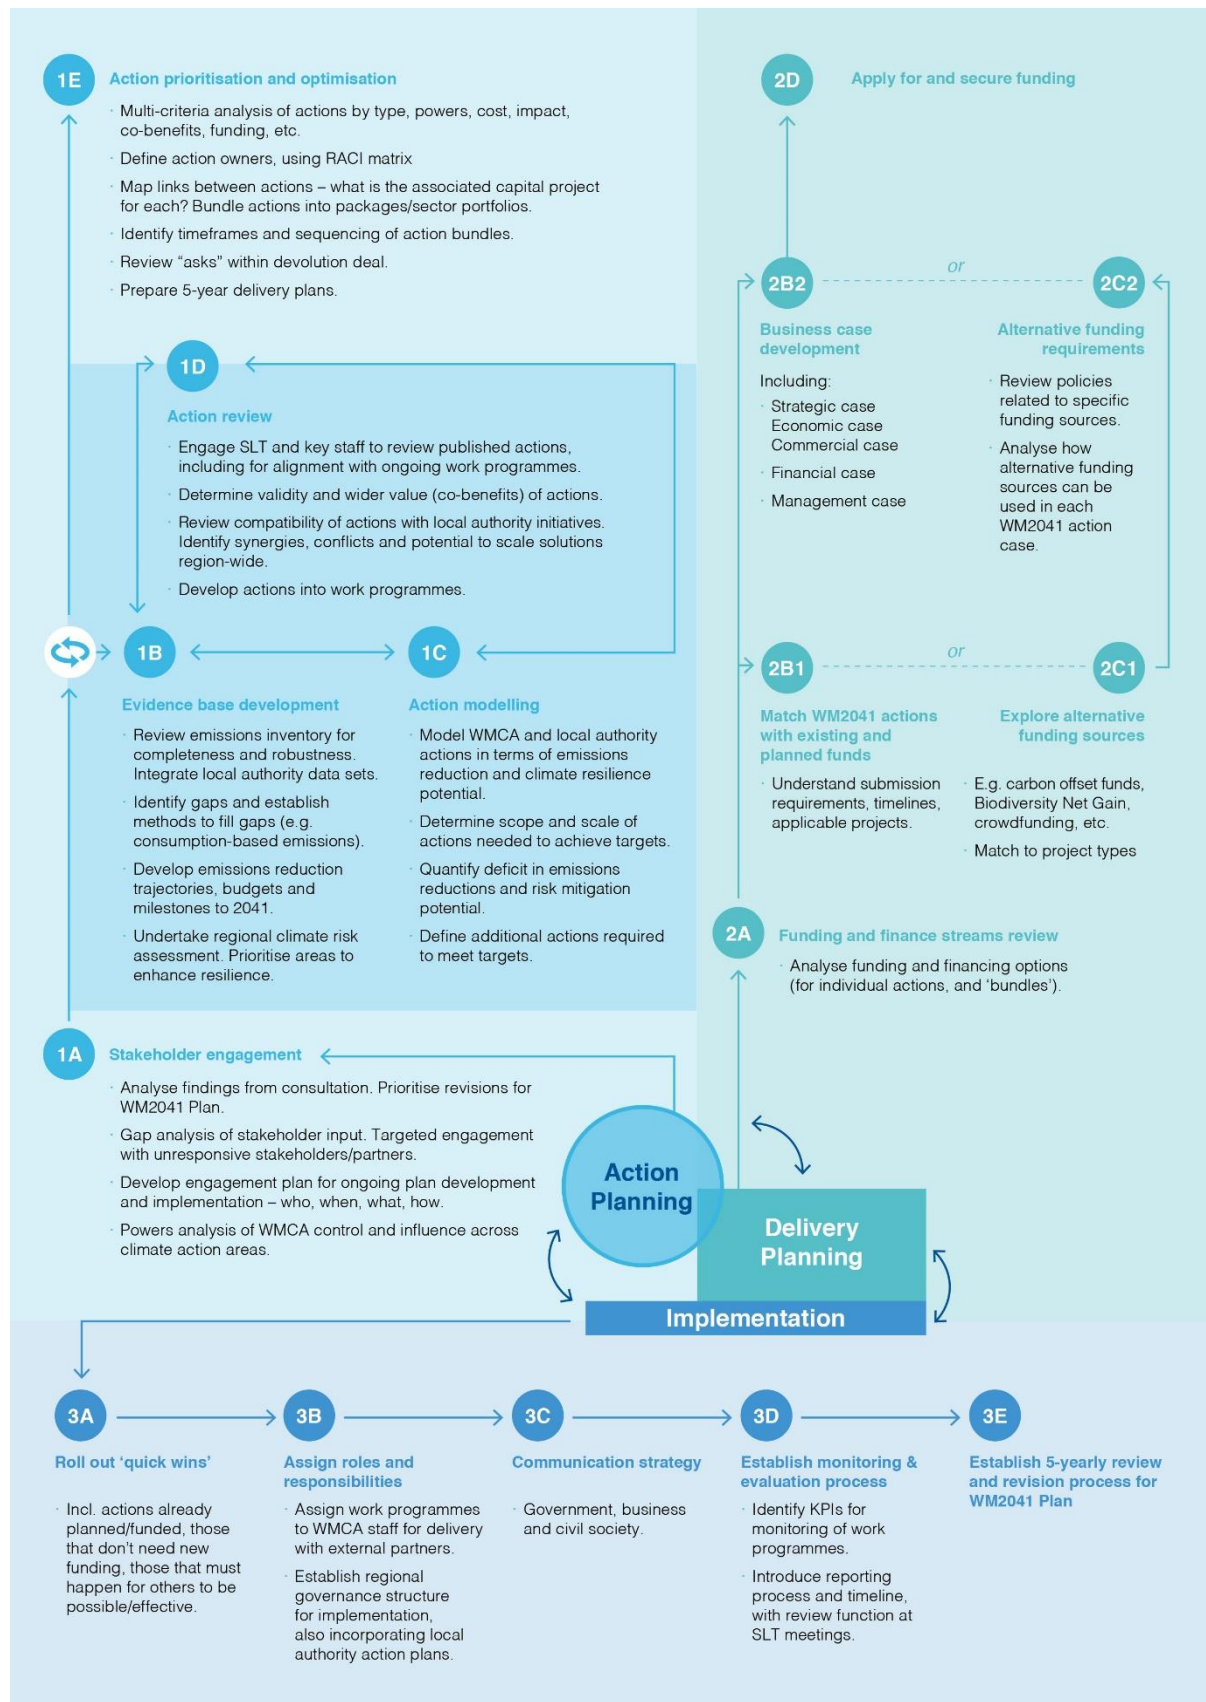 1E
Action prioritisation and optimisation
· Multi-criteria analysis of actions by type, powers, cost, impact,
co-benefits, funding, etc.
· Define action owners, using RACI matrix
· Map links between actions – what is the associated capital project
for each? Bundle actions into packages/sector portfolios.
· Identify timeframes and sequencing of action bundles.
· Review “asks” within devolution deal.
· Prepare 5-year delivery plans.
1D
Action review
· Engage SLT and key staff to review published actions,
including for alignment with ongoing work programmes.
· Determine validity and wider value (co-benefits) of actions.
· Review compatibility of actions with local authority initiatives.
Identify synergies, conflicts and potential to scale solutions
region-wide.
· Develop actions into work programmes.
1B
Evidence base development
· Review emissions inventory for
completeness and robustness.
Integrate local authority data sets.
· Identify gaps and establish
methods to fill gaps (e.g.
consumption-based emissions).
· Develop emissions reduction
trajectories, budgets and
milestones to 2041.
· Undertake regional climate risk
assessment. Prioritise areas to
enhance resilience.
1C
Action modelling
· Model WMCA and local authority
actions in terms of emissions
reduction and climate resilience
potential.
· Determine scope and scale of
actions needed to achieve targets.
· Quantify deficit in emissions
reductions and risk mitigation
potential.
· Define additional actions required
to meet targets.
1A
Stakeholder engagement
· Analyse findings from consultation. Prioritise revisions for
WM2041 Plan.
· Gap analysis of stakeholder input. Targeted engagement
with unresponsive stakeholders/partners.
· Develop engagement plan for ongoing plan development
and implementation – who, when, what, how.
· Powers analysis of WMCA control and influence across
climate action areas.
2D
Apply for and secure funding
2B2
or
2C2
Business case
development
Including:
· Strategic case
Economic case
Commercial case
· Financial case
· Management case
Alternative funding
requirements
· Review policies
related to specific
funding sources.
· Analyse how
alternative funding
sources can be
used in each
WM2041 action
case.
2B1
or
2C1
Match WM2041 actions
with existing and
planned funds
· Understand submission
requirements, timelines,
applicable projects.
Explore alternative
funding sources
· E.g. carbon offset funds,
Biodiversity Net Gain,
crowdfunding, etc.
· Match to project types
2A
Funding and finance streams review
· Analyse funding and financing options
(for individual actions, and ‘bundles’).
Action
Planning
Delivery
Planning
Implementation
3A
Roll out ‘quick wins’
· Incl. actions already
planned/funded, those
that don’t need new
funding, those that must
happen for others to be
possible/effective.
3B
Assign roles and
responsibilities
· Assign work programmes
to WMCA staff for delivery
with external partners.
· Establish regional
governance structure
for implementation,
also incorporating local
authority action plans.
3C
Communication strategy
· Government, business
and civil society.
3D
Establish monitoring &
evaluation process
· Identify KPIs for
monitoring of work
programmes.
· Introduce reporting
process and timeline,
with review function at
SLT meetings.
3E
Establish 5-yearly review
and revision process for
WM2041 Plan